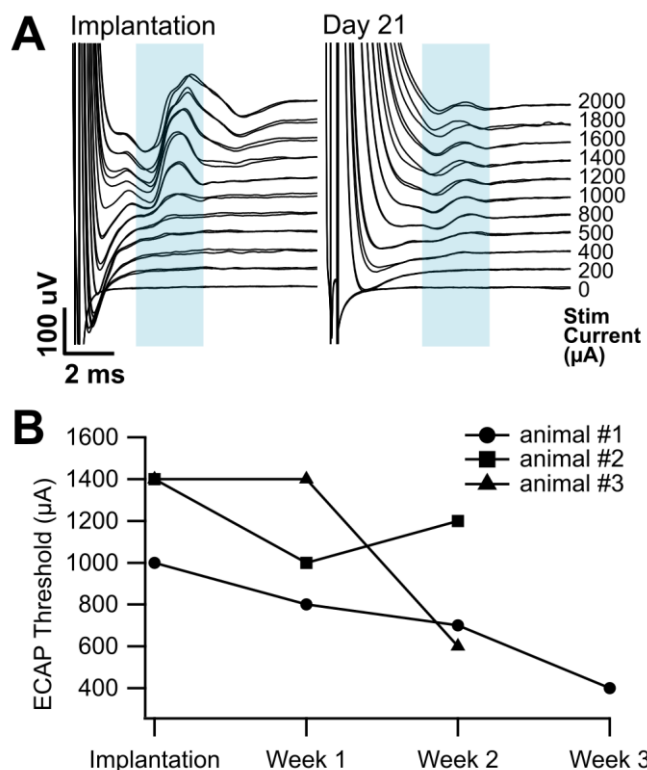 A
Implantation
Day 21
2000
1800
1600
1400
1200
1000
800
500
400
200
0
Stim
Current
(µA)
100 uV
2 ms
B
ECAP Threshold (µA)
1600
1400
1200
1000
800
600
400
animal #1
animal #2
animal #3
Implantation
Week 1
Week 2
Week 3